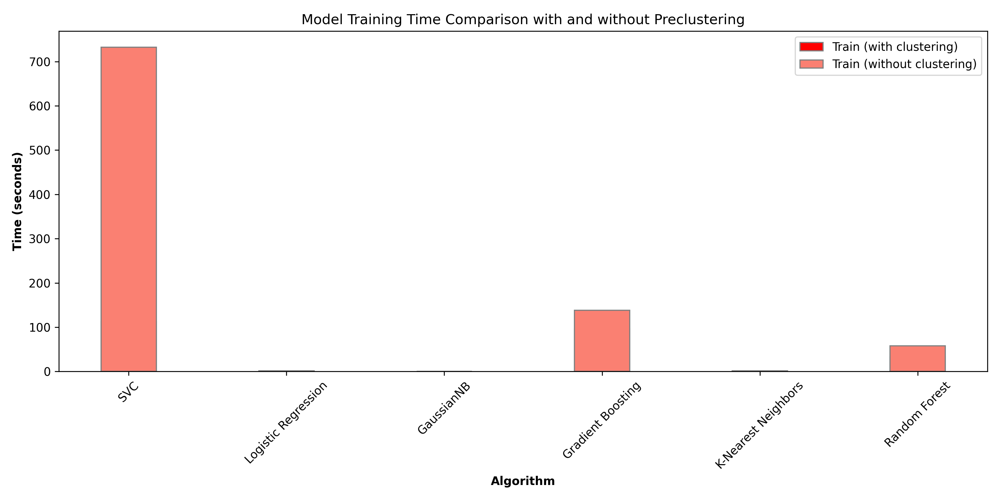 Model Training Time Comparison with and without Preclustering
Train (with clustering)
Train (without clustering)
Time (seconds)
700
600
500
400
300
200
100
0
SVC
Logistic Regression
GaussianNB
Gradient Boosting
K-Nearest Neighbors
Random Forest
Algorithm